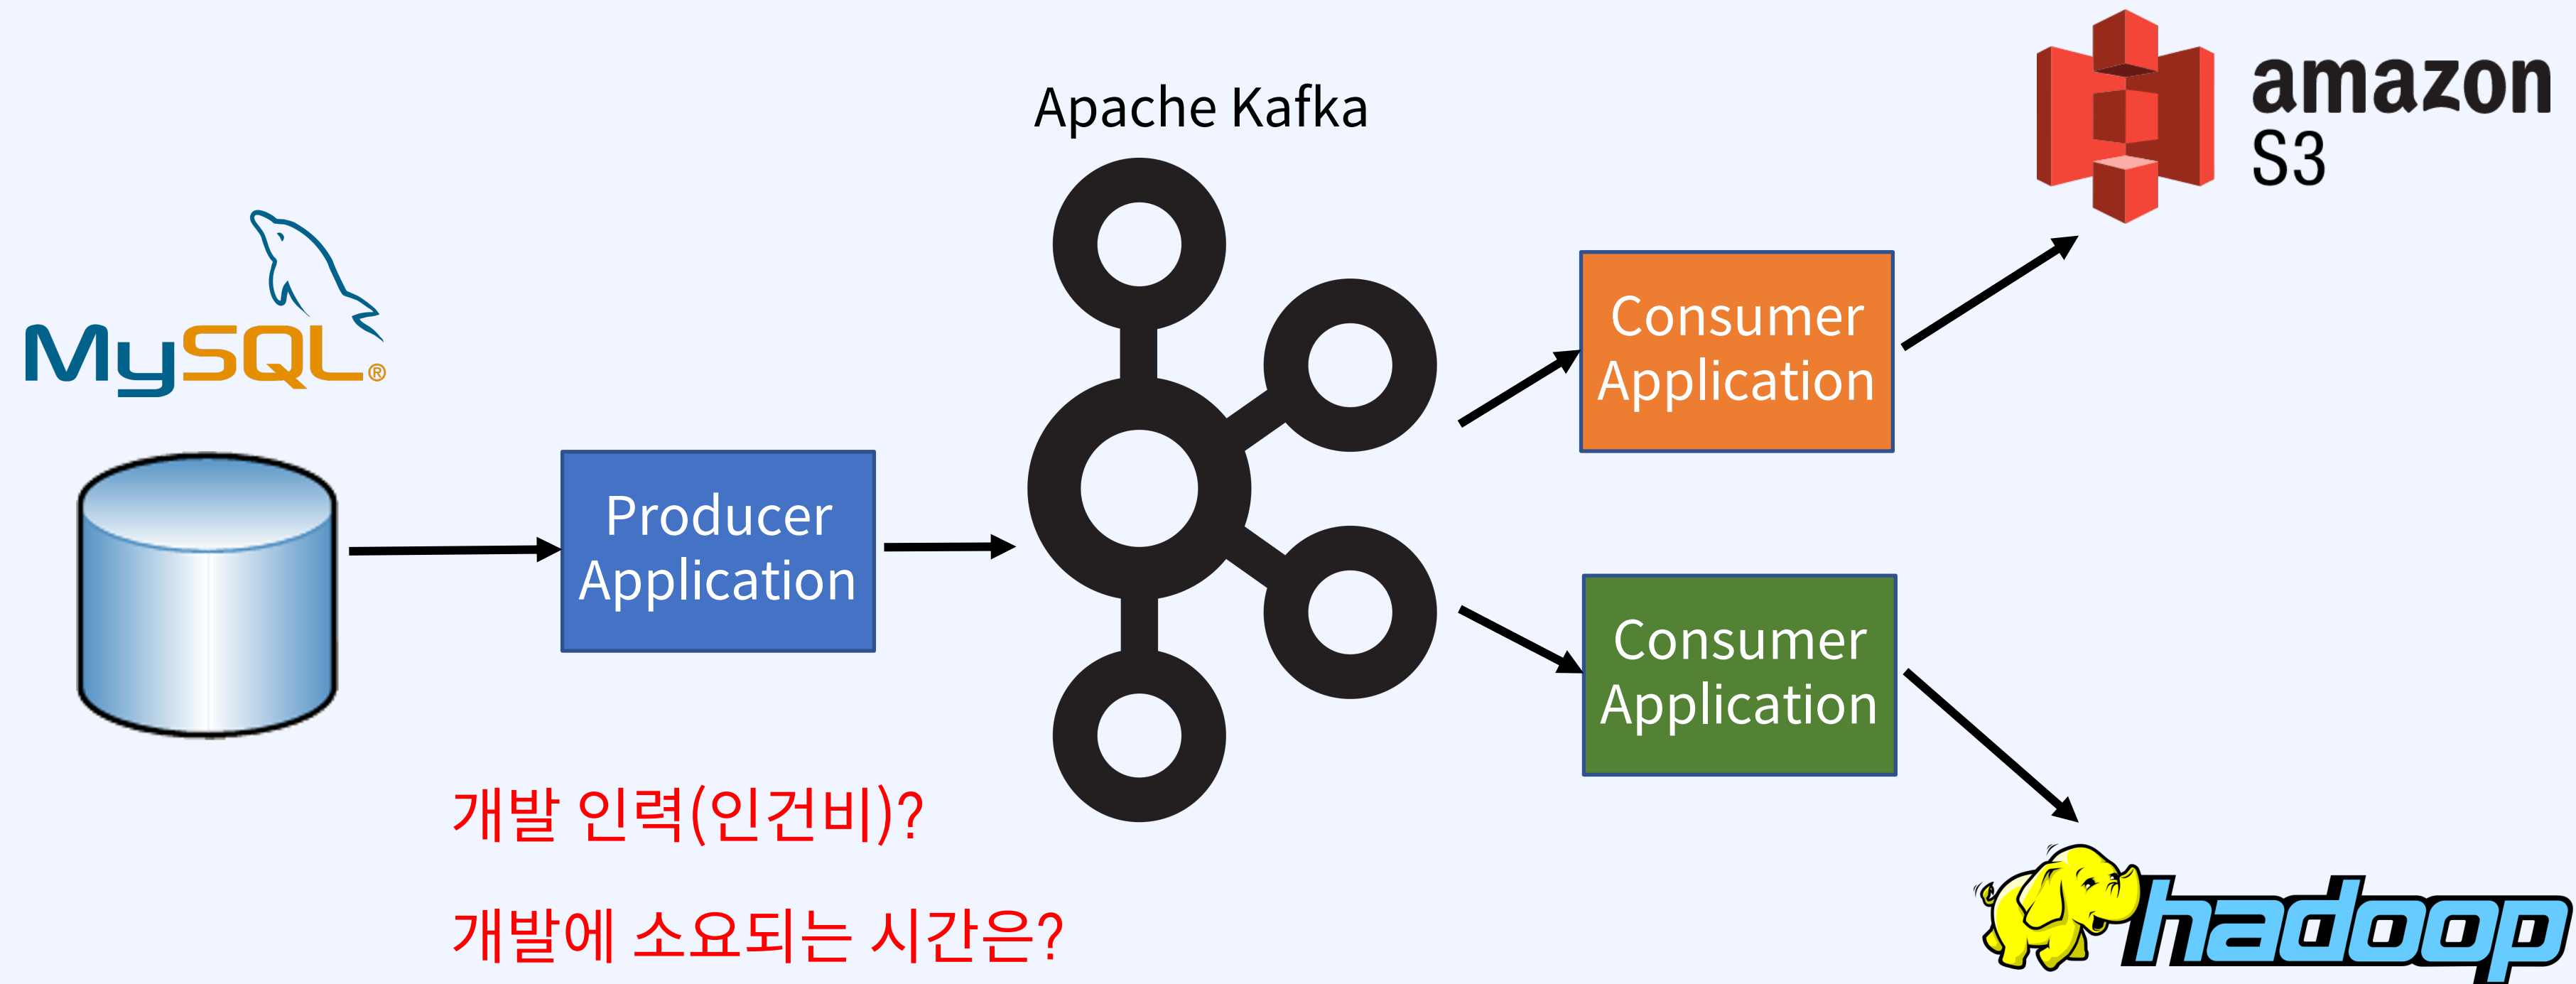 Apache Kafka
amazon
S3
MySQL®
Consumer
Application
Producer
Application
Consumer
Application
개발 인력(인건비)?
개발에 소요되는 시간은?
hadoop